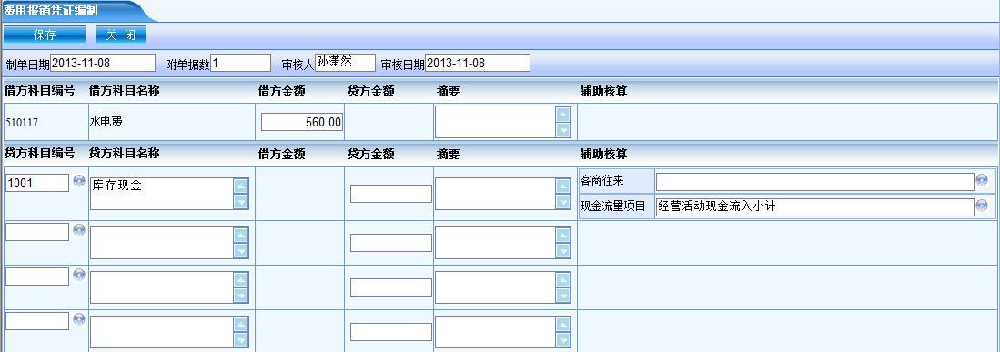 费用报销凭证编制
保存 关 闭
制单日期 2013-11-08 附单据数 1 审核人 孙潇然 审核日期 2013-11-08
借方科目编号 借方科目名称 借方金额 贷方金额 摘要 辅助核算
510117 水电费 560.00
贷方科目编号 贷方科目名称 借方金额 贷方金额 摘要 辅助核算
1001 库存现金 客商往来
现金流量项目 经营活动现金流入小计